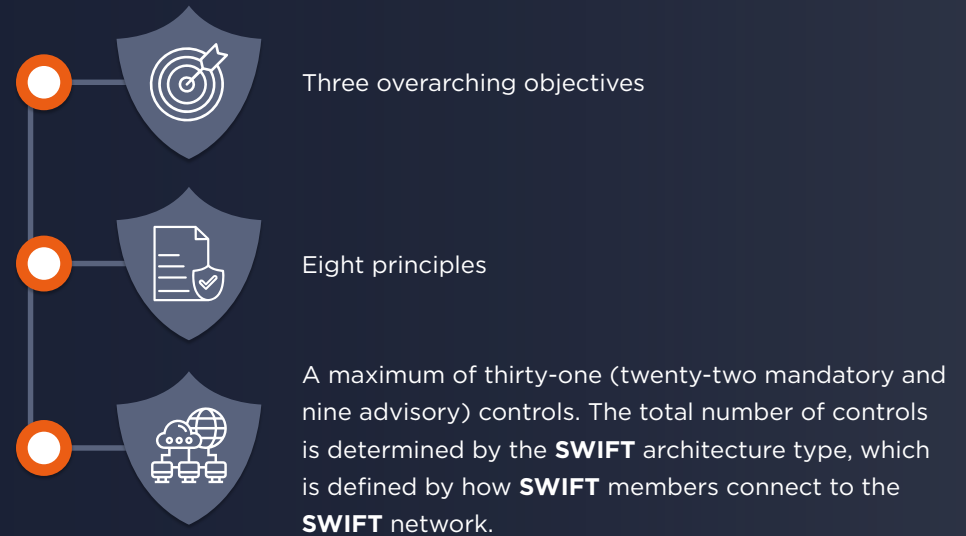 Three overarching objectives
Eight principles
A maximum of thirty-one (twenty-two mandatory and
nine advisory) controls. The total number of controls
is determined by the SWIFT architecture type, which
is defined by how SWIFT members connect to the
SWIFT network.